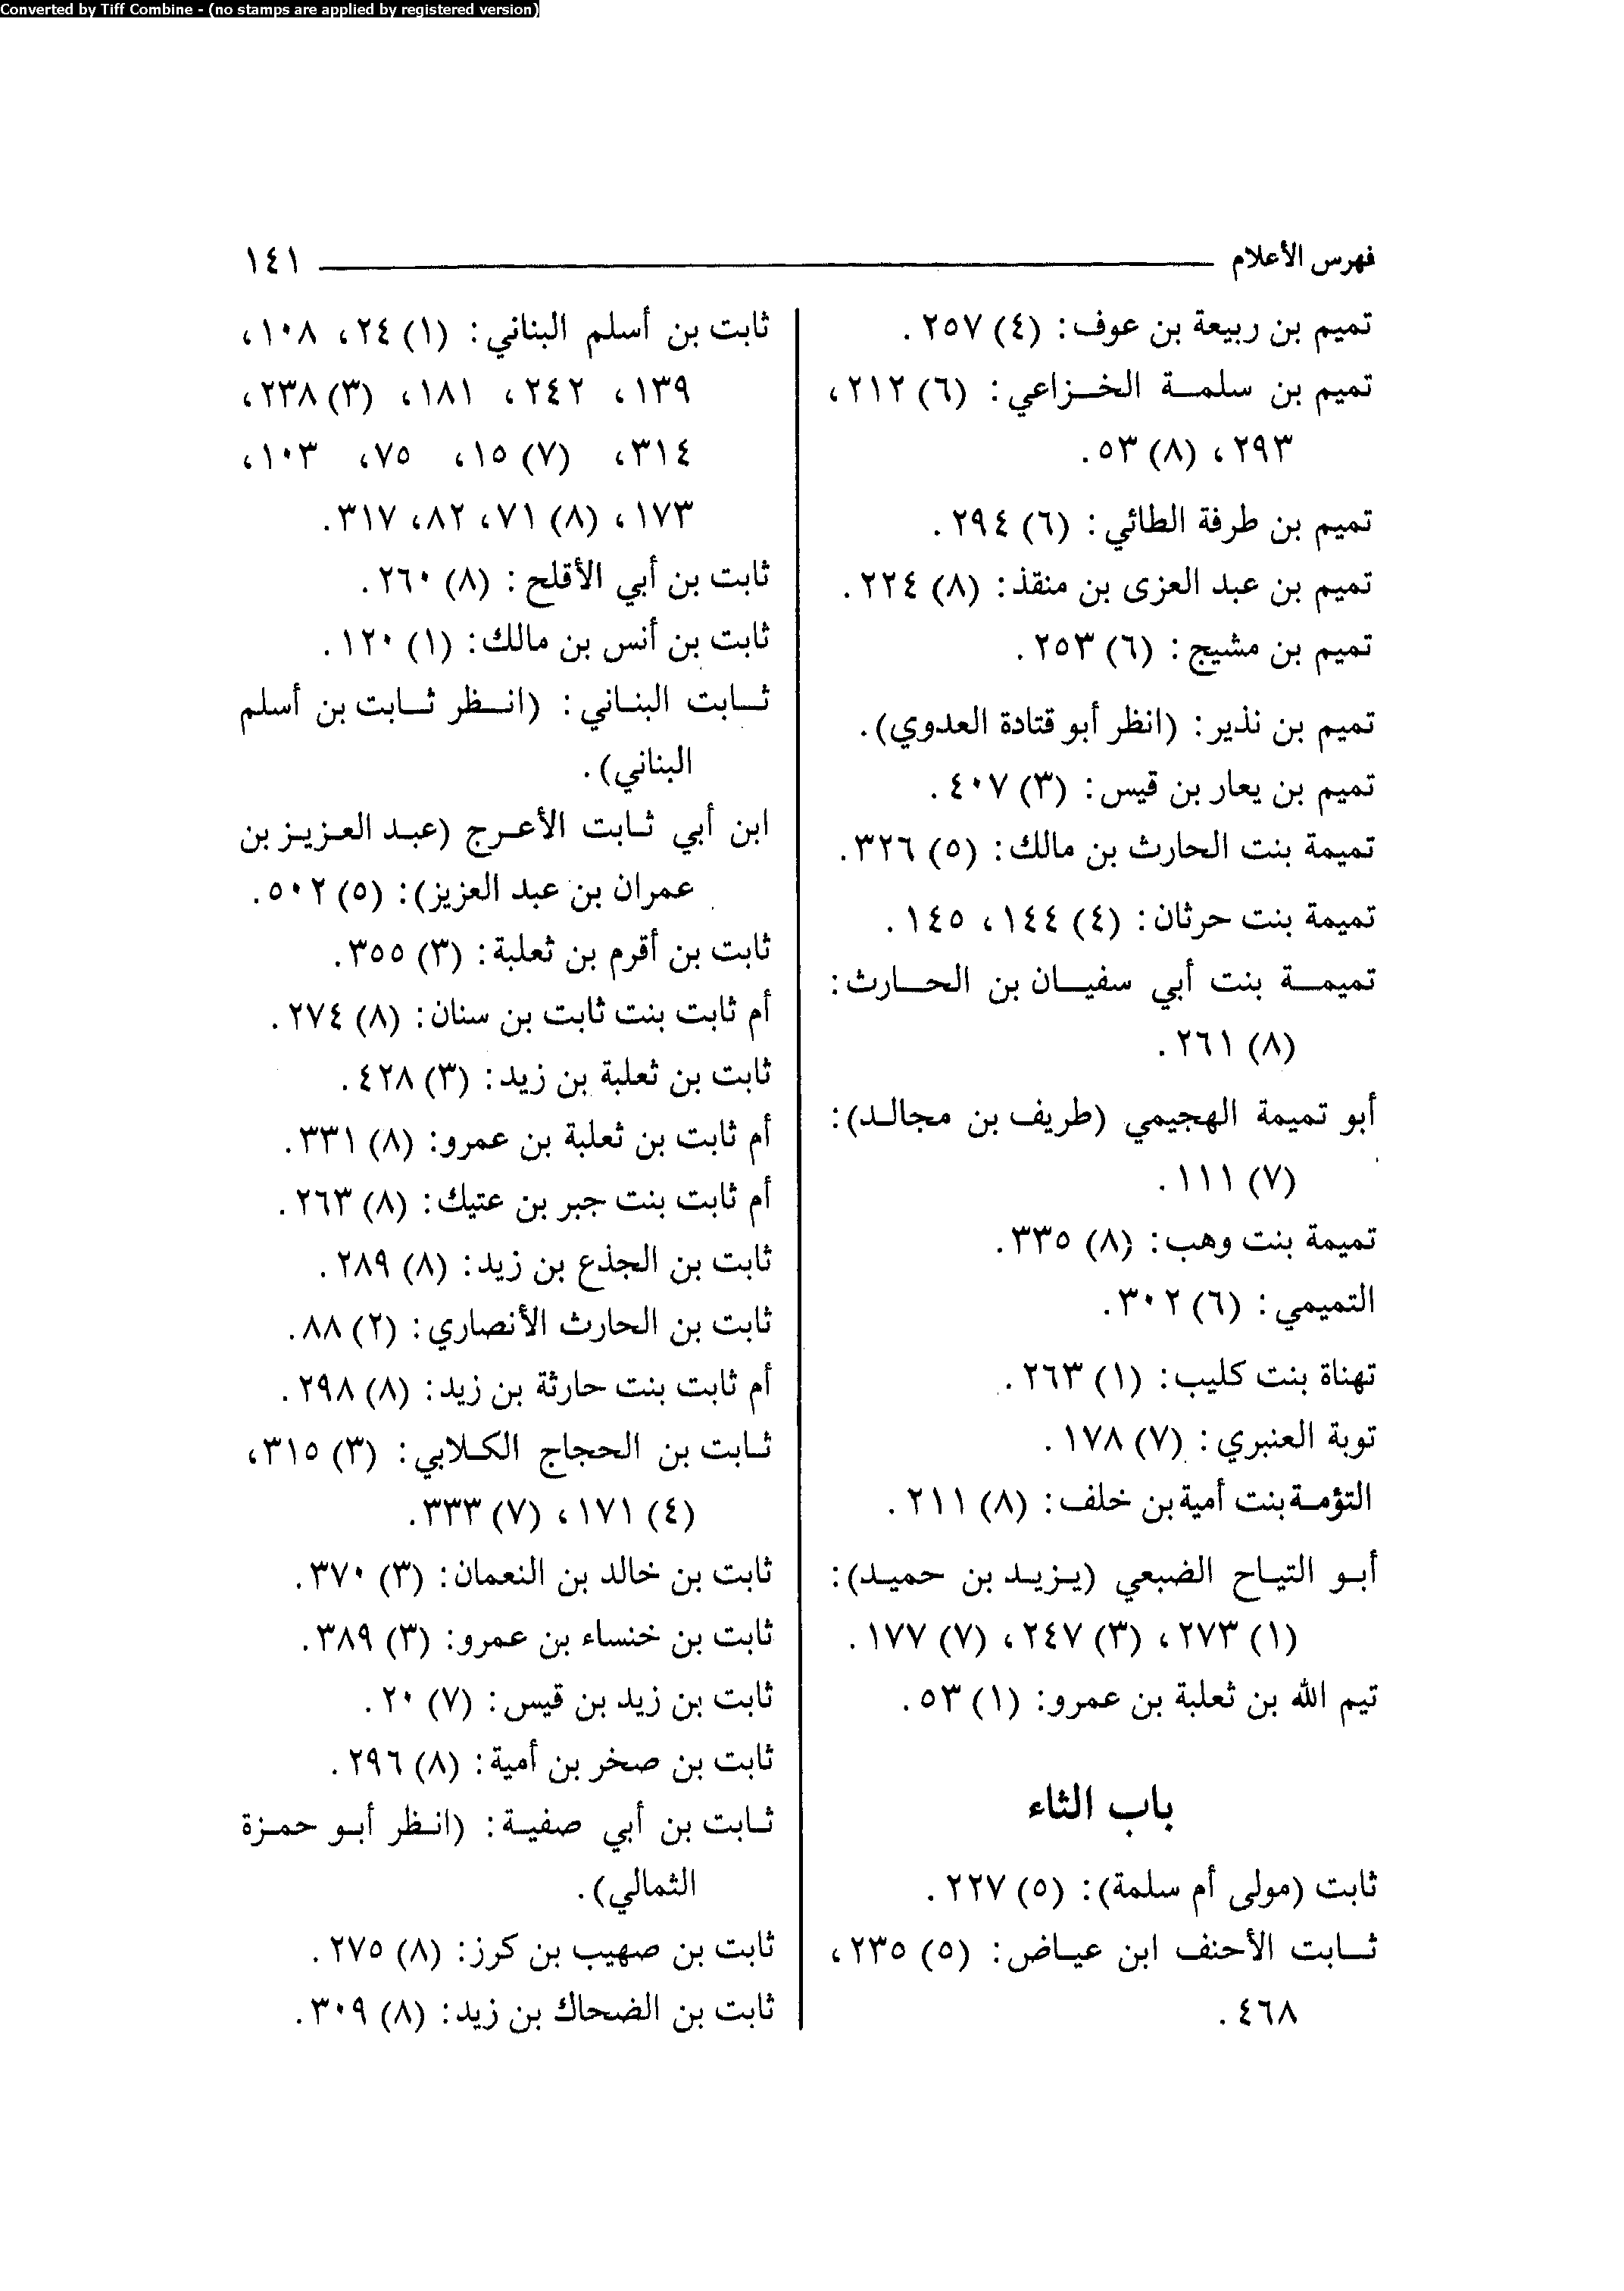 Converted by Tiff Combine - (no stamps are applied by registered version)
فهرس الأعلام ١٤١
تميم بن ربيعة بن عوف: (٤) ٢٥٧.
تميم بن سلمة الخزاعي: (٦) ٢١٢،
٢٩٣، (٨) ٥٣.
تميم بن طرفة الطائي: (٦) ٢٩٤.
تميم بن عبد العزى بن منقذ: (٨) ٢٢٤.
تميم بن مشيج: (٦) ٢٥٣.
تميم بن نذير: (انظر أبو قتادة العدوي).
تميم بن يعار بن قيس: (٣) ٤٠٧.
تميمة بنت الحارث بن مالك: (٥) ٣٢٦.
تميمة بنت حرثان: (٤) ١٤٤، ١٤٥.
تميمة بنت أبي سفيان بن الحارث:
(٨) ٢٦١.
أبو تميمة الهجيمي (طريف بن مجالد):
(٧) ١١١.
تميمة بنت وهب: (٨) ٣٣٥.
التميمي: (٦) ٣٠٢.
تهناة بنت كليب: (١) ٢٦٣.
توبة العنبري: (٧) ١٧٨.
التؤمة بنت أمية بن خلف: (٨) ٢١١.
أبو التياح الضبعي (يزيد بن حميد):
(١) ٢٧٣، (٣) ٢٤٧، (٧) ١٧٧.
تيم الله بن ثعلبة بن عمرو: (١) ٥٣.
باب الثاء
ثابت (مولى أم سلمة): (٥) ٢٢٧.
ثابت الأحنف ابن عياض: (٥) ٢٣٥،
٤٦٨.
ثابت بن أسلم البناني: (١) ٢٤، ١٠٨،
١٣٩، ٢٤٢، ١٨١، (٣) ٢٣٨،
٣١٤، (٧) ١٥، ٧٥، ١٠٣،
١٧٣، (٨) ٧١، ٨٢، ٣١٧.
ثابت بن أبي الأقلح: (٨) ٢٦٠.
ثابت بن أنس بن مالك: (١) ١٢٠.
ثابت البناني: (انظر ثابت بن أسلم
البناني).
ابن أبي ثابت الأعرج (عبد العزيز بن
عمران بن عبد العزيز): (٥) ٥٠٢.
ثابت بن أقرم بن ثعلبة: (٣) ٣٥٥.
أم ثابت بنت ثابت بن سنان: (٨) ٢٧٤.
ثابت بن ثعلبة بن زيد: (٣) ٤٢٨.
أم ثابت بن ثعلبة بن عمرو: (٨) ٣٣١.
أم ثابت بنت جبر بن عتيك: (٨) ٢٦٣.
ثابت بن الجذع بن زيد: (٨) ٢٨٩.
ثابت بن الحارث الأنصاري: (٢) ٨٨.
أم ثابت بنت حارثة بن زيد: (٨) ٢٩٨.
ثابت بن الحجاج الكلابي: (٣) ٣١٥،
(٤) ١٧١، (٧) ٣٣٣.
ثابت بن خالد بن النعمان: (٣) ٣٧٠.
ثابت بن خنساء بن عمرو: (٣) ٣٨٩.
ثابت بن زيد بن قيس: (٧) ٢٠.
ثابت بن صخر بن أمية: (٨) ٢٩٦.
ثابت بن أبي صفية: (انظر أبو حمزة
الثمالي).
ثابت بن صهيب بن كرز: (٨) ٢٧٥.
ثابت بن الضحاك بن زيد: (٨) ٣٠٩.